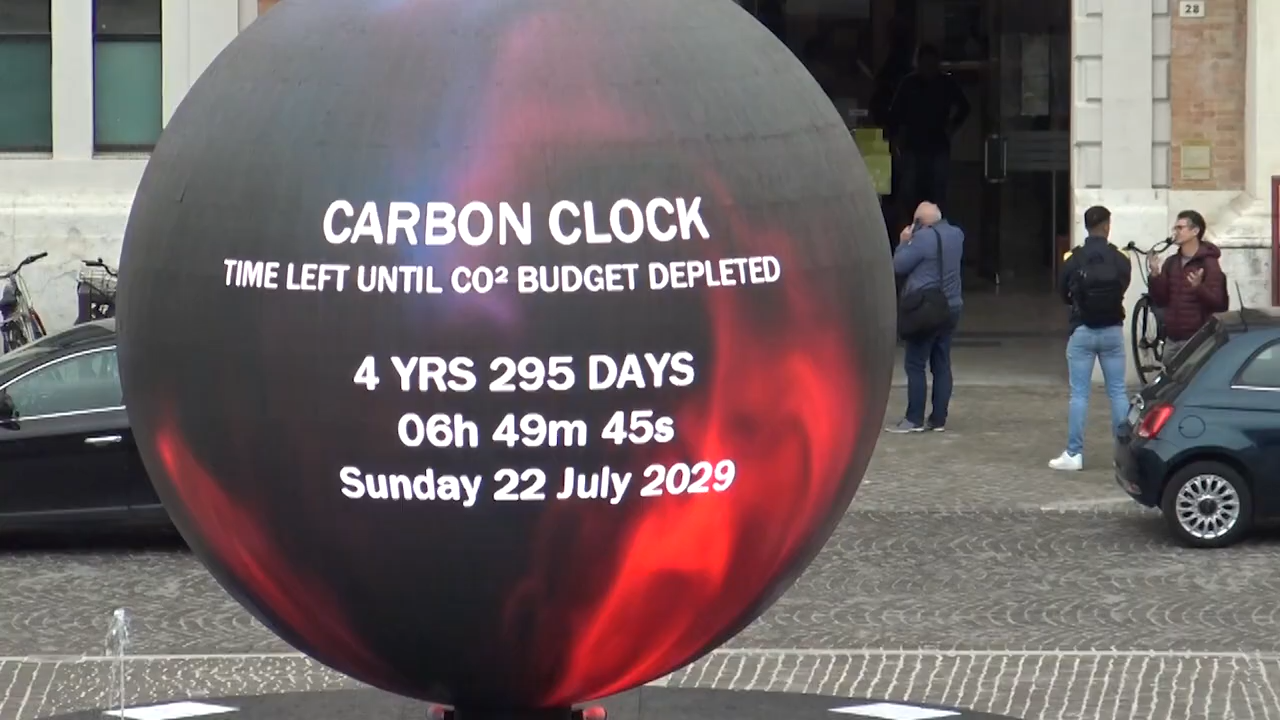 28
CARBON CLOCK
TIME LEFT UNTIL CO² BUDGET DEPLETED
4 YRS 295 DAYS
06h 49m 45s
Sunday 22 July 2029